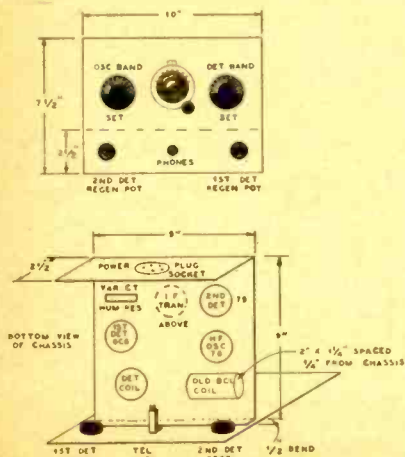 10"
OSC BAND
DET BAND
SET
SET
7 1/2"
2 1/2"
PHONES
2ND DET
REGEN POT
1ST DET
REGEN POT
9"
2 1/2"
POWER
PLUG
SOCKET
VAR CT
HUM RES
I F
TRAN.
ABOVE
2ND
DET
79
BOTTOM VIEW
OF CHASSIS
1ST
DET
6C6
H.F.
OSC
76
9"
2" X 1 1/4" SPACED
FROM CHASSIS
DET
COIL
OLD BCL
COIL
1ST DET
TEL
2ND DET
1/2 BEND